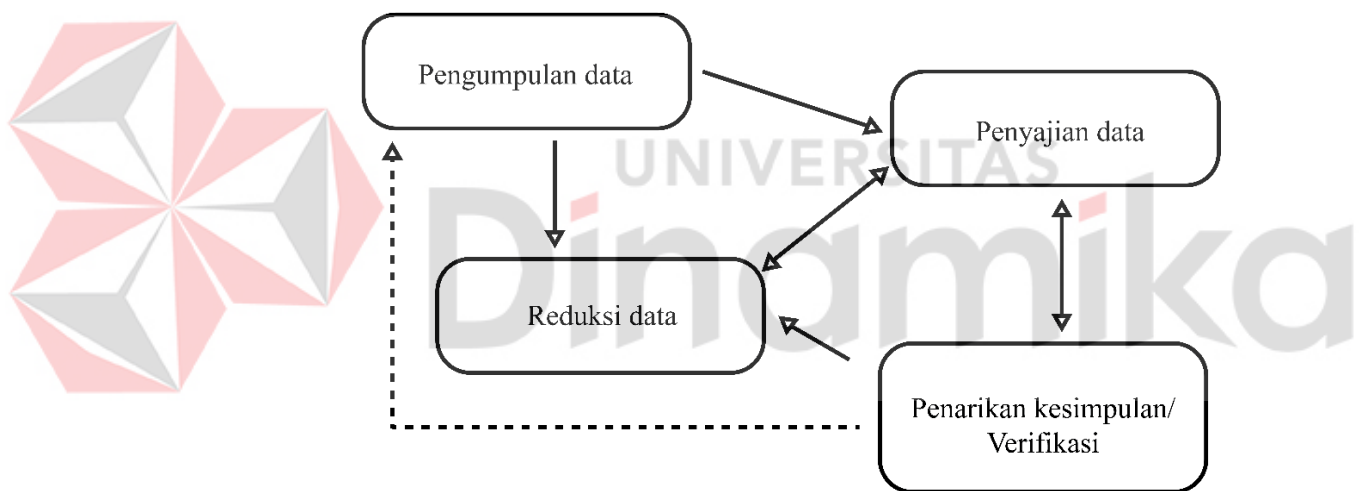 Pengumpulan data
Penyajian data
UNIVERSITAS
Dinamika
Reduksi data
Penarikan kesimpulan/
Verifikasi